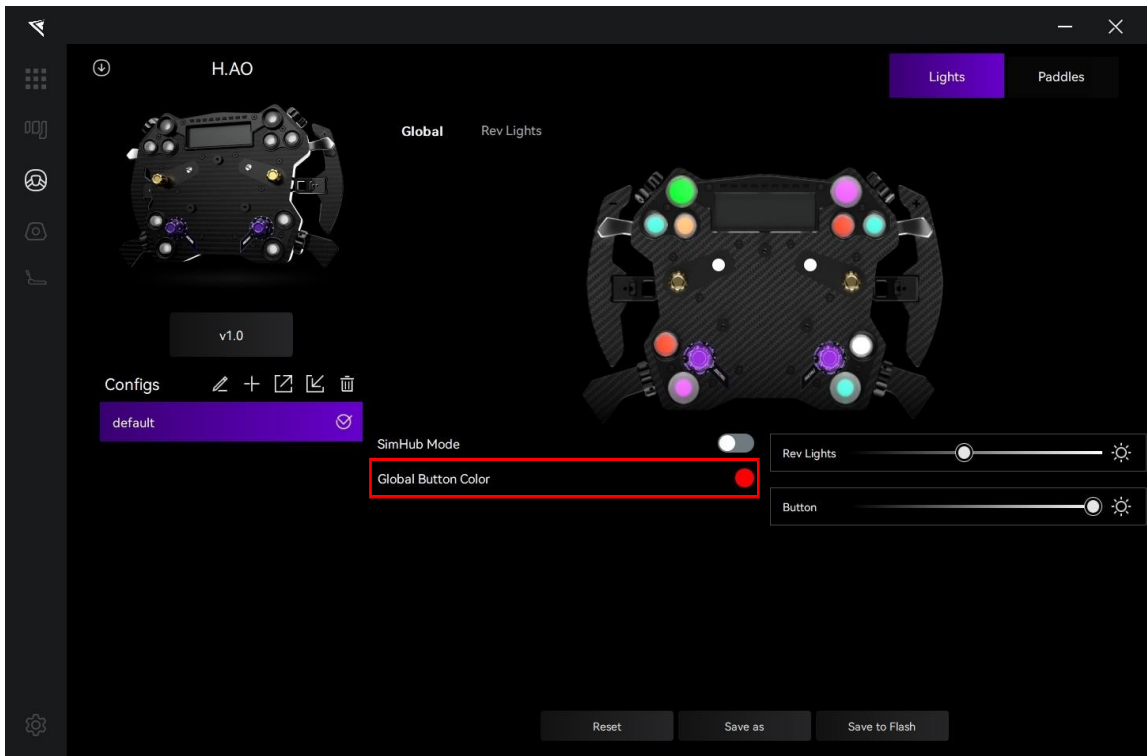 H.AO
Lights
Paddles
Global
Rev Lights
v1.0
Configs
default
SimHub Mode
Global Button Color
Rev Lights
Button
Reset
Save as
Save to Flash